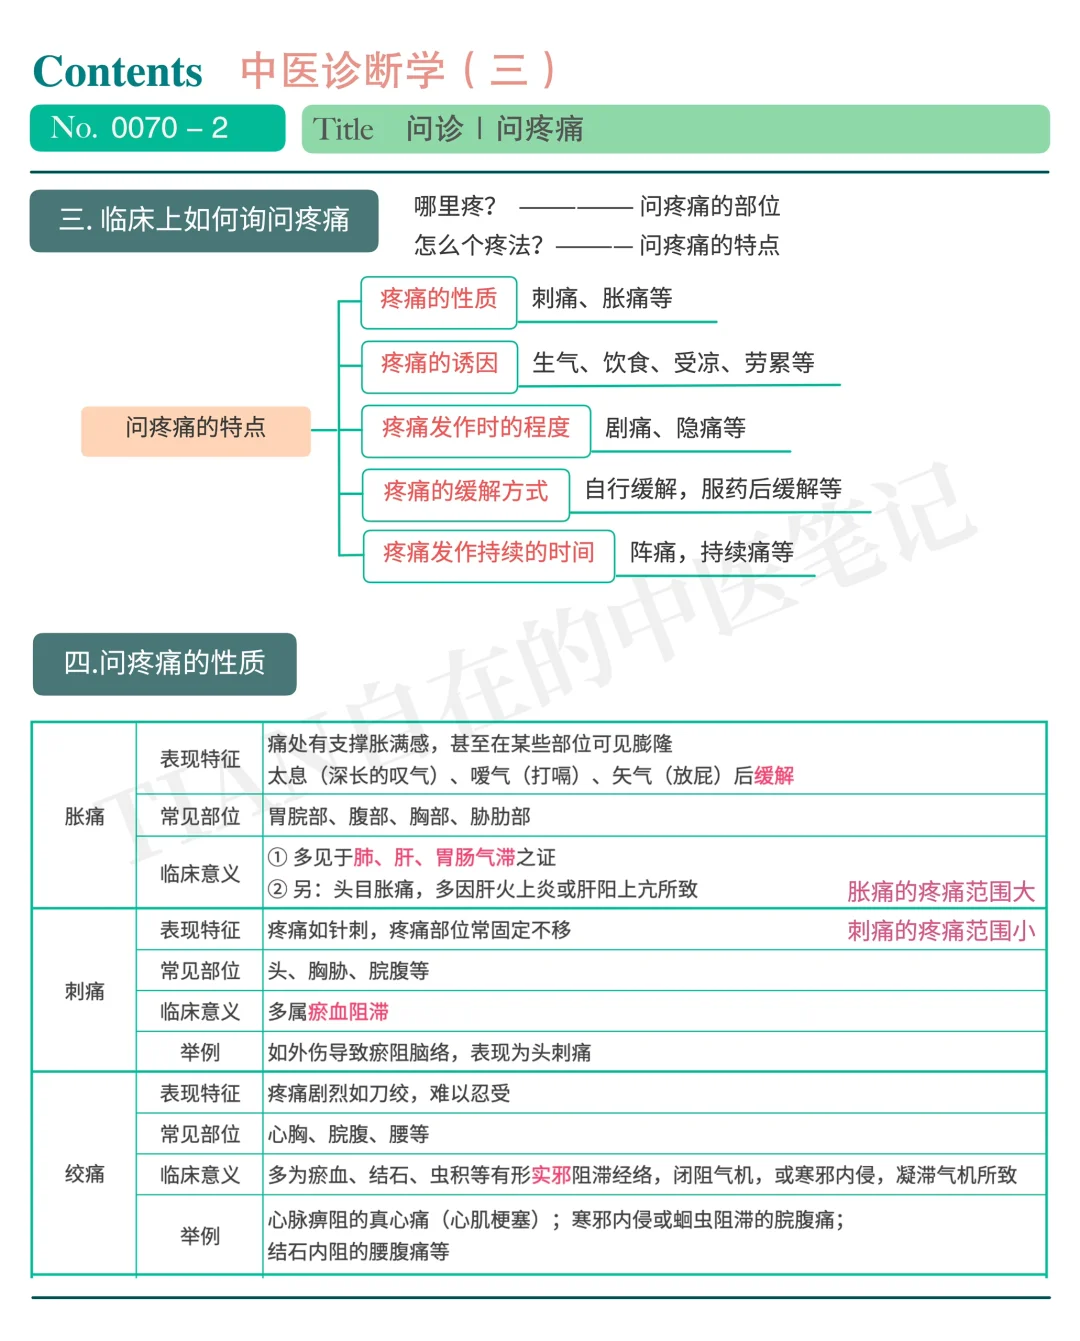 Contents 中医诊断学（三）
No. 0070 – 2
Title 问诊丨问疼痛
三. 临床上如何询问疼痛
哪里疼？ ————— 问疼痛的部位
怎么个疼法？———— 问疼痛的特点
问疼痛的特点
疼痛的性质 刺痛、胀痛等
疼痛的诱因 生气、饮食、受凉、劳累等
疼痛发作时的程度 剧痛、隐痛等
疼痛的缓解方式 自行缓解，服药后缓解等
疼痛发作持续的时间 阵痛，持续痛等
四.问疼痛的性质
胀痛
表现特征
痛处有支撑胀满感，甚至在某些部位可见膨隆
太息（深长的叹气）、嗳气（打嗝）、矢气（放屁）后缓解
常见部位 胃脘部、腹部、胸部、胁肋部
临床意义
① 多见于肺、肝、胃肠气滞之证
② 另：头目胀痛，多因肝火上炎或肝阳上亢所致
胀痛的疼痛范围大
刺痛
表现特征 疼痛如针刺，疼痛部位常固定不移
刺痛的疼痛范围小
常见部位 头、胸胁、脘腹等
临床意义 多属瘀血阻滞
举例 如外伤导致瘀阻脑络，表现为头刺痛
绞痛
表现特征 疼痛剧烈如刀绞，难以忍受
常见部位 心胸、脘腹、腰等
临床意义 多为瘀血、结石、虫积等有形实邪阻滞经络，闭阻气机，或寒邪内侵，凝滞气机所致
举例
心脉痹阻的真心痛（心肌梗塞）；寒邪内侵或蛔虫阻滞的脘腹痛；
结石内阻的腰腹痛等
TIAN自在的中医笔记